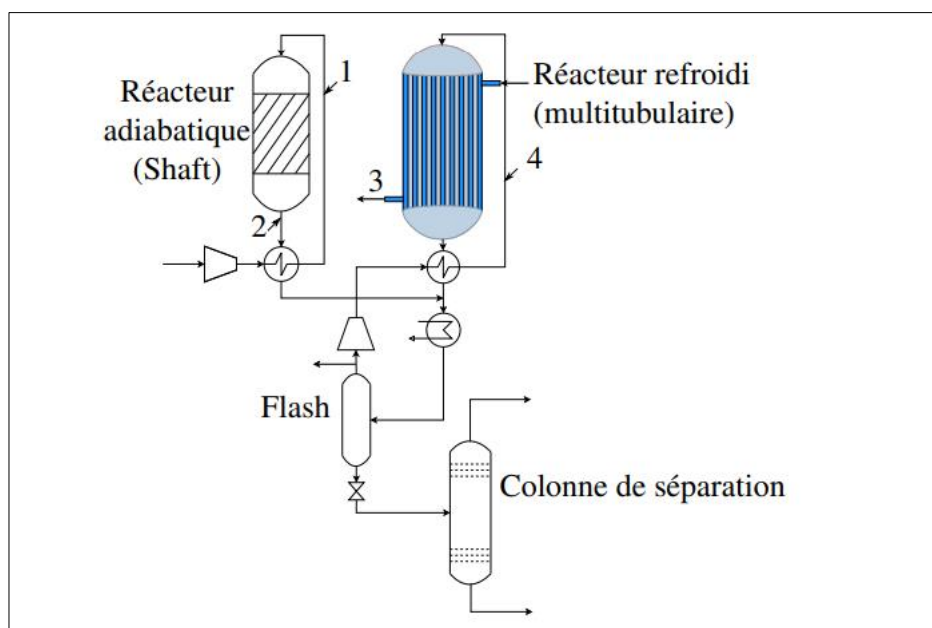 1
Réacteur
adiabatique
(Shaft)
2
Réacteur refroidi
(multitubulaire)
4
3
Flash
Colonne de séparation